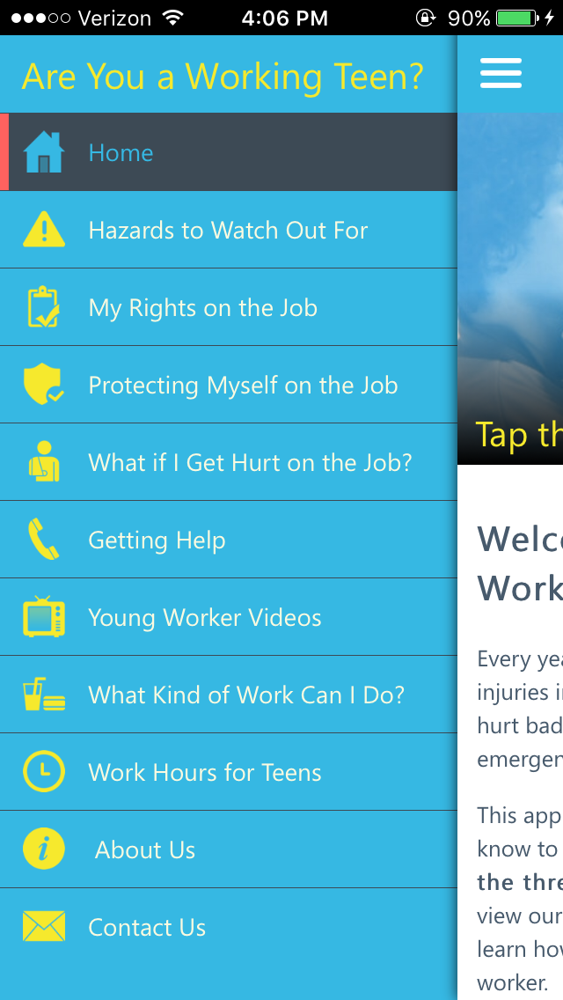 Verizon 4:06 PM 90%
Are You a Working Teen?
Home
Hazards to Watch Out For
My Rights on the Job
Protecting Myself on the Job
What if I Get Hurt on the Job?
Getting Help
Young Worker Videos
What Kind of Work Can I Do?
Work Hours for Teens
About Us
Contact Us
Tap th
Welco
Work
Every yea
injuries i
hurt bad
emergen
This app
know to
the thre
view our
learn how
worker.